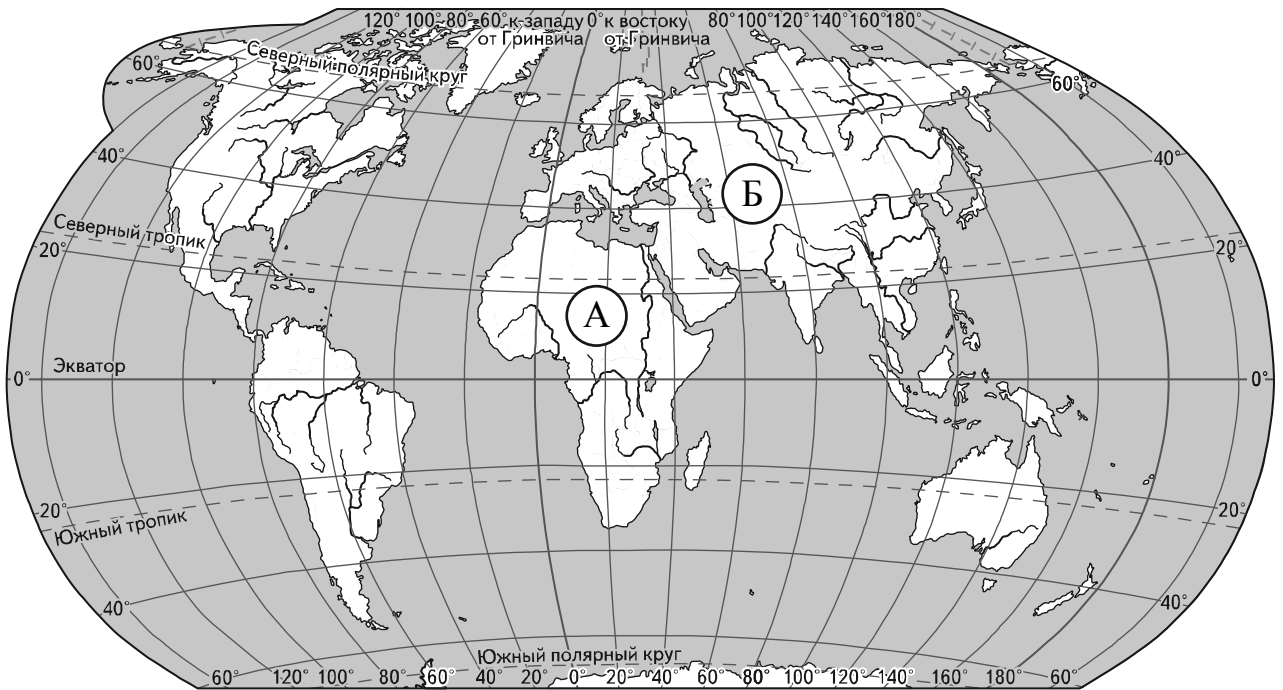 120° 100° 80° 60° к западу 0° к востоку 80° 100° 120° 140° 160° 180°
от Гринвича от Гринвича
Северный полярный круг
60° 60°
40° 40°
Б
Северный тропик
20° 20°
А
Экватор
0° 0°
20° 20°
Южный тропик
40° 40°
Южный полярный круг
60° 120° 100° 80° 60° 40° 20° 0° 20° 40° 60° 80° 100° 120° 140° 160° 180° 60°